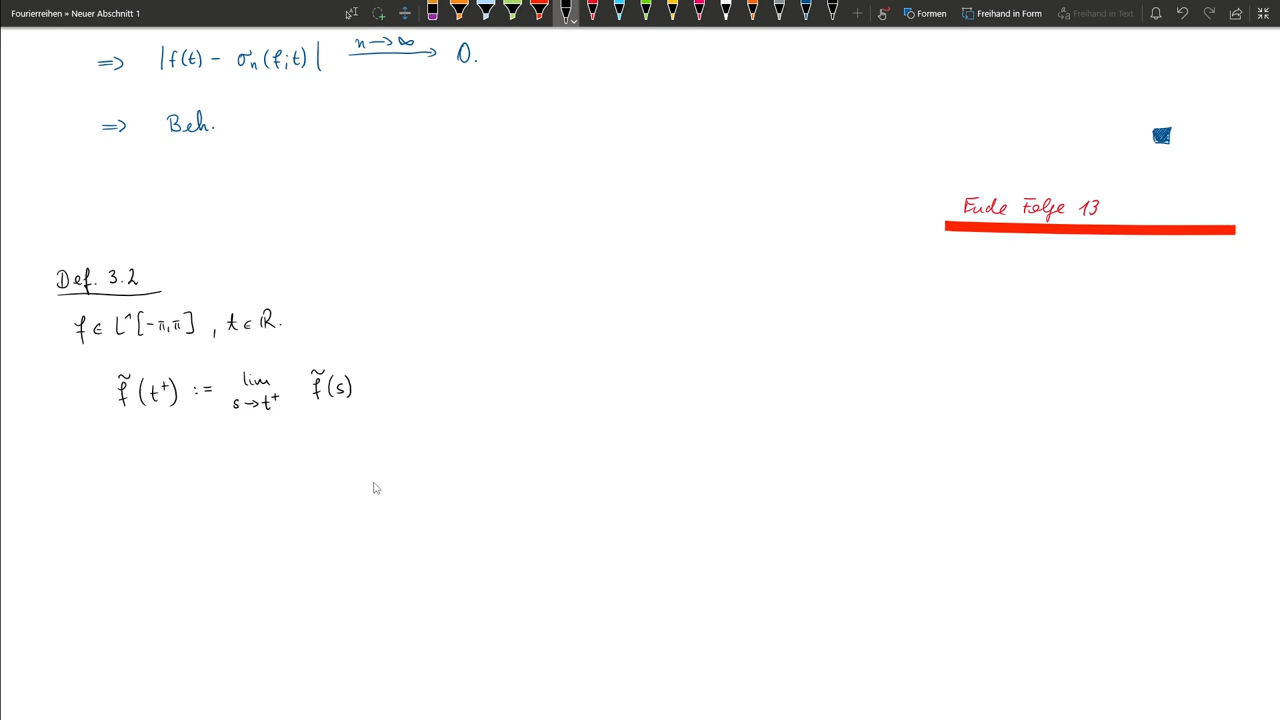 Fourierreihen » Neuer Abschnitt 1
Formen
Freihand in Form
Freihand in Text
=> |f(t) - σₙ(f;t)| n→∞ ⟶ 0.
=> Beh.
Ende Folge 13
Def. 3.2
f ∈ L¹[-π,π] , t ∈ ℝ.
f̃(t⁺) := lim s→t⁺ f̃(s)